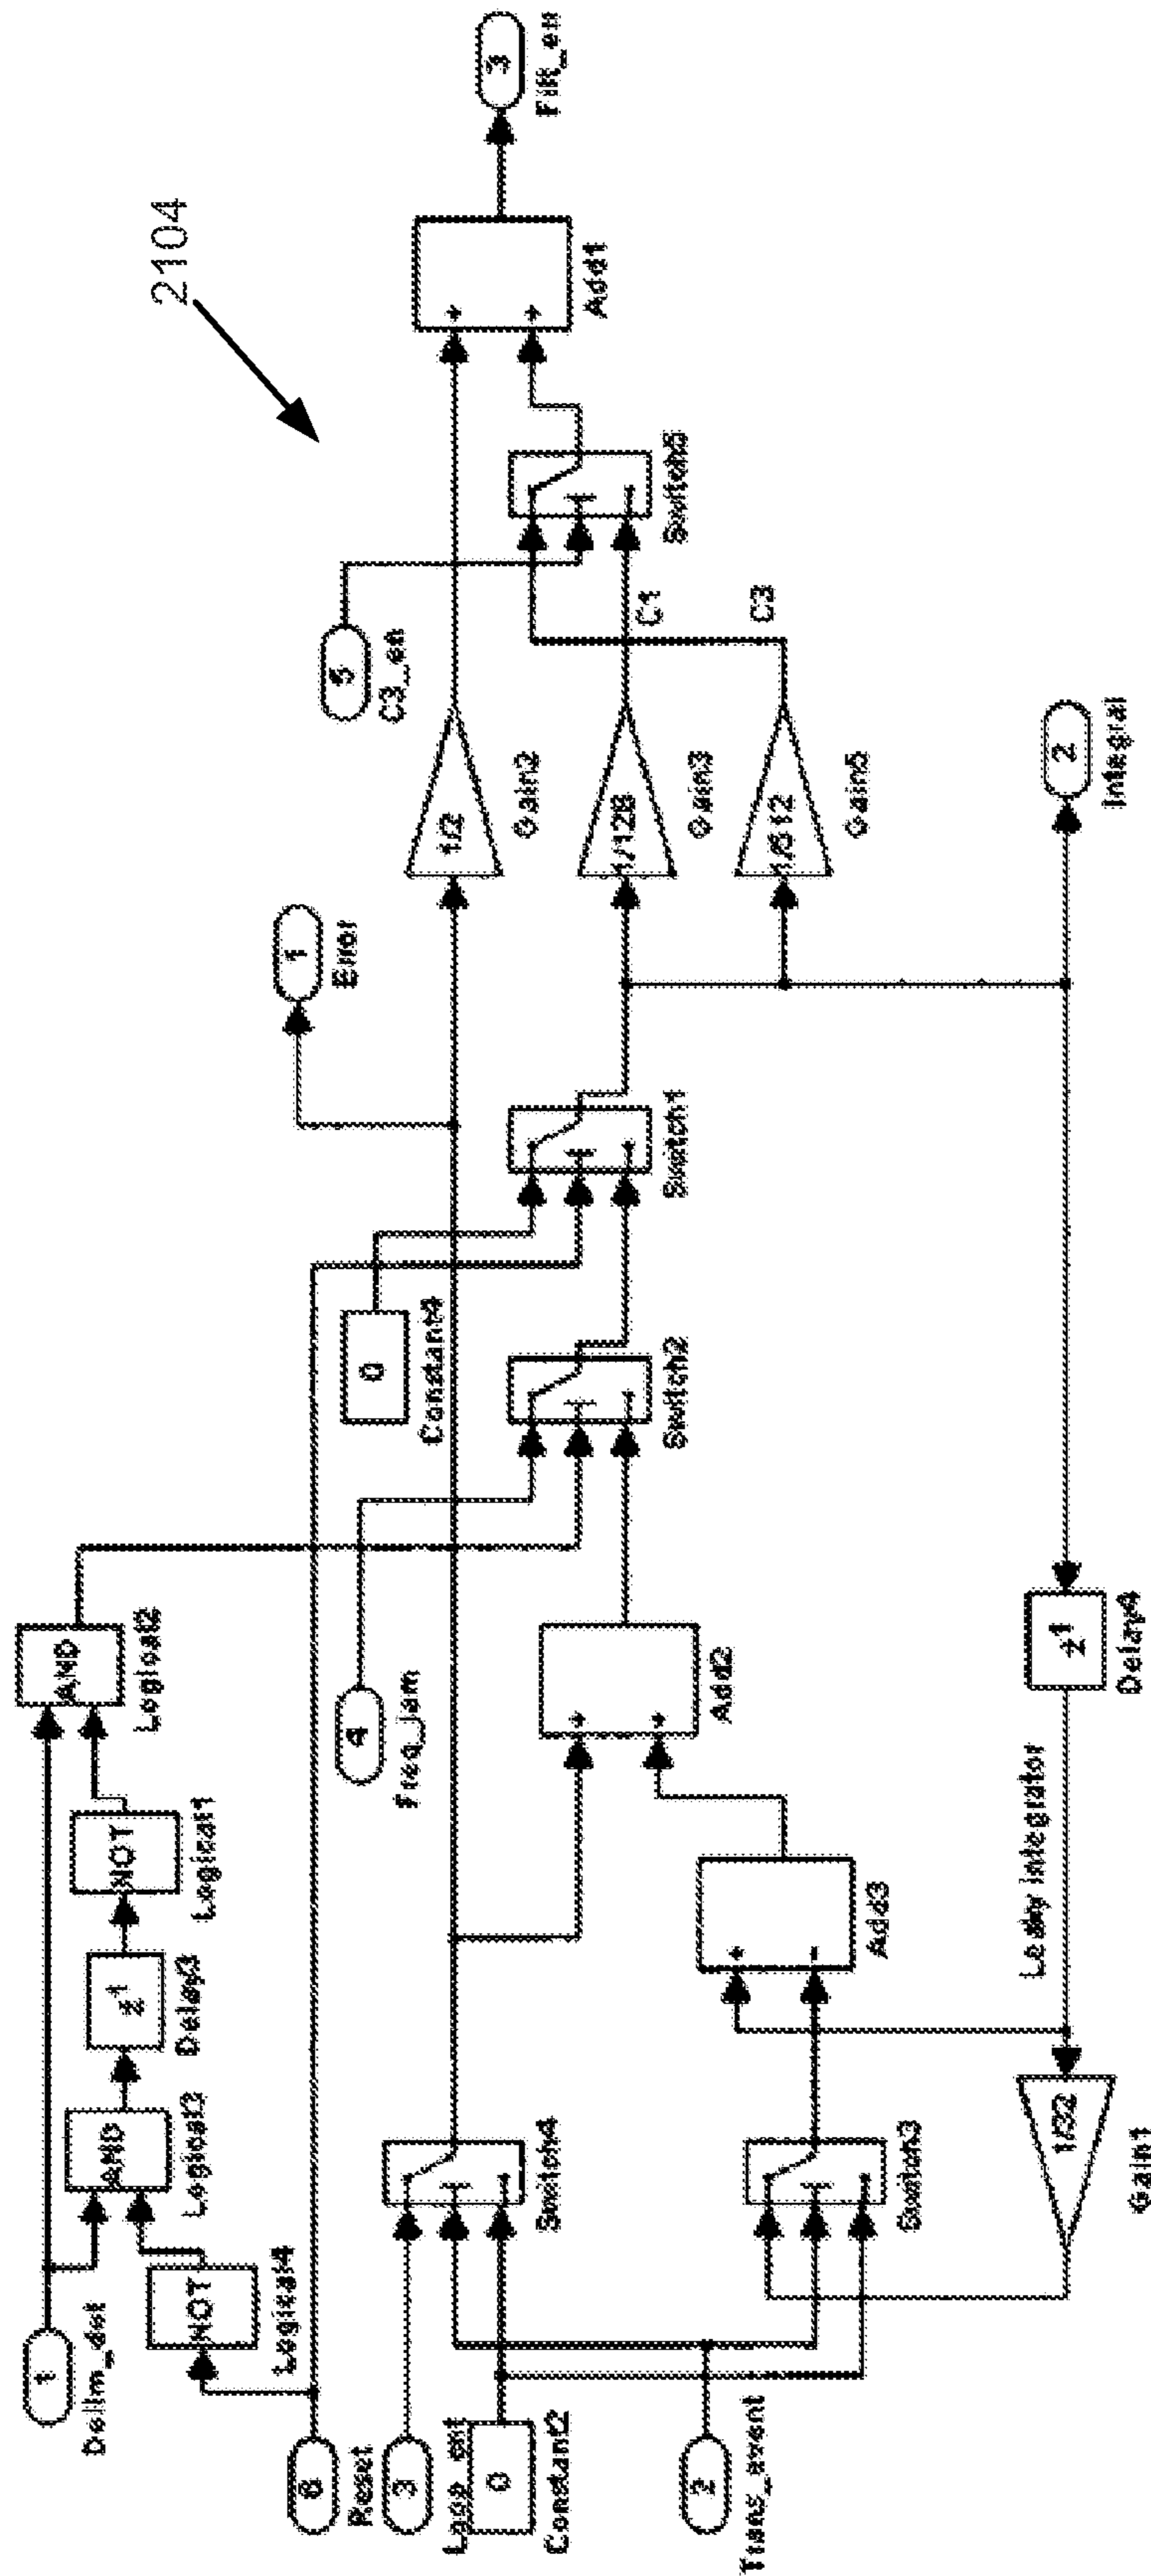 2104
1
Delim_det
NOT
Logical4
AND
Logical3
z-1
Delay3
NOT
Logical1
AND
Logical2
6
Reset
3
Loop_cnt
0
Constant2
2
Trans_event
Switch4
Switch3
1/32
Gain1
Add3
Leaky integrator
z-1
Delay4
Add2
4
Freq_jam
Switch2
0
Constant4
Switch1
1
Error
1/2
Gain2
1/128
Gain3
1/512
Gain5
2
Integral
5
C3_en
C1
C3
Add1
3